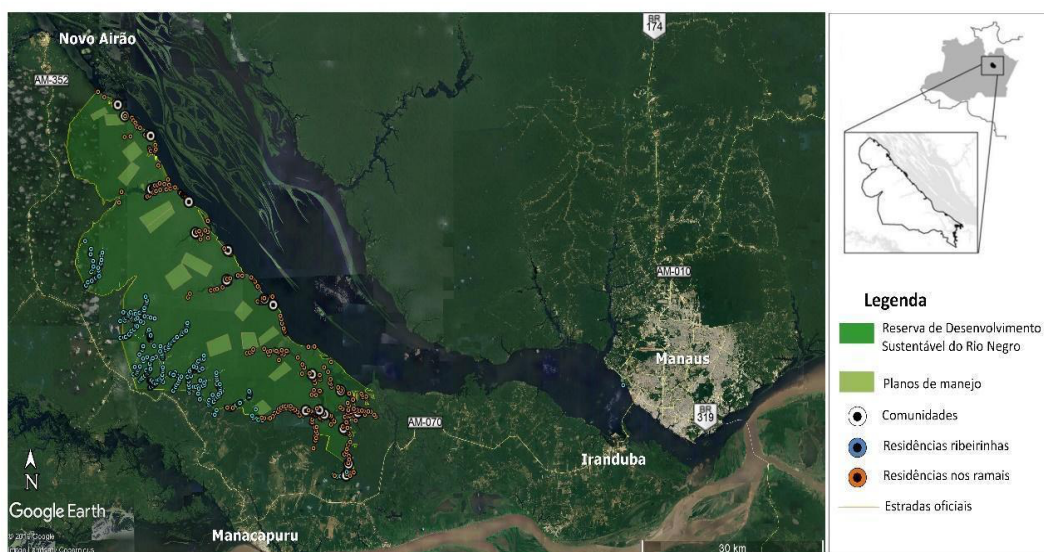 Novo Airão
AM-352
BR
174
AM-010
Manaus
BR
319
AM-070
Iranduba
N
Google Earth
Manacapuru
30 km
Legenda
Reserva de Desenvolvimento
Sustentável do Rio Negro
Planos de manejo
Comunidades
Residências ribeirinhas
Residências nos ramais
Estradas oficiais